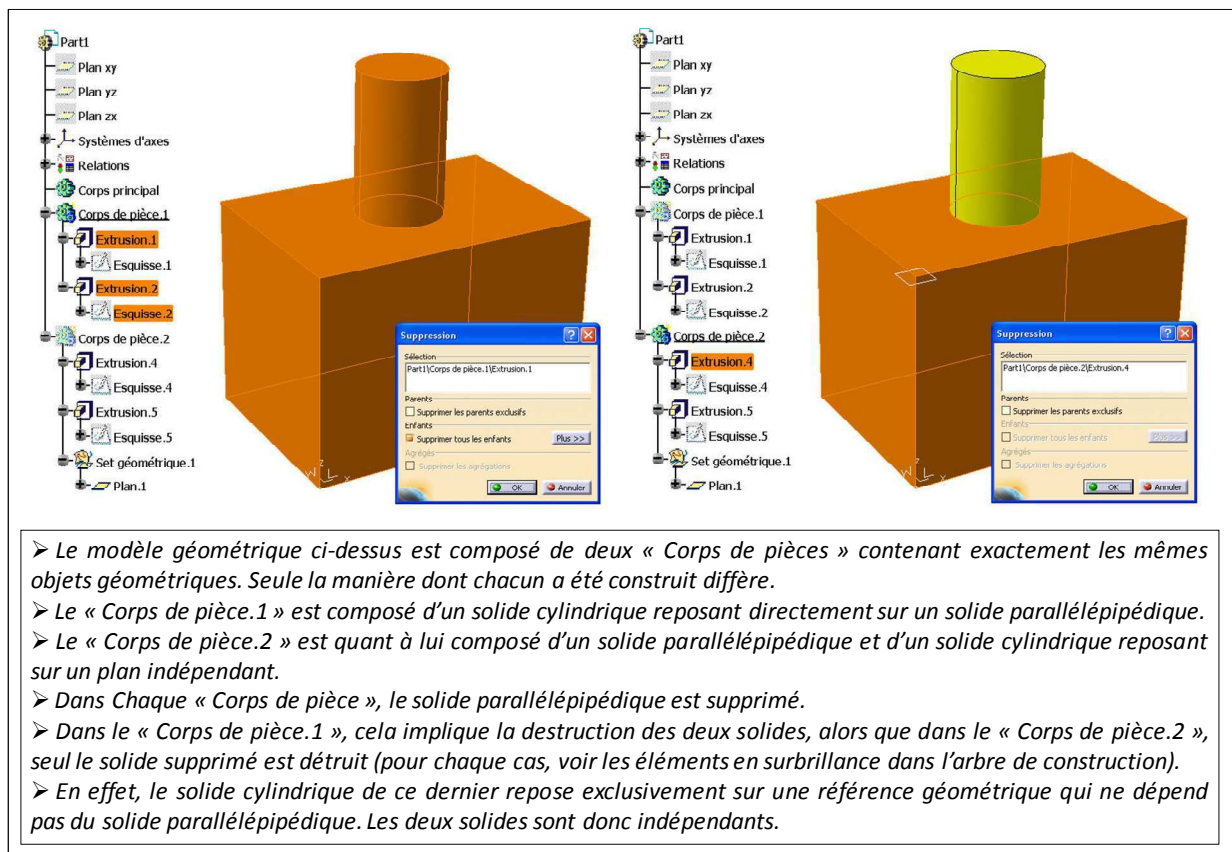 Part1
Plan xy
Plan yz
Plan zx
Systèmes d'axes
Relations
Corps principal
Corps de pièce.1
Extrusion.1
Esquisse.1
Extrusion.2
Esquisse.2
Corps de pièce.2
Extrusion.4
Esquisse.4
Extrusion.5
Esquisse.5
Set géométrique.1
Plan.1
z
x
Suppression
Sélection
Part1\Corps de pièce.1\Extrusion.1
Parents
Supprimer les parents exclusifs
Enfants
Supprimer tous les enfants
Plus >>
Agrégés
Supprimer les agrégations
OK
Annuler
Part1
Plan xy
Plan yz
Plan zx
Systèmes d'axes
Relations
Corps principal
Corps de pièce.1
Extrusion.1
Esquisse.1
Extrusion.2
Esquisse.2
Corps de pièce.2
Extrusion.4
Esquisse.4
Extrusion.5
Esquisse.5
Set géométrique.1
Plan.1
z
x
Suppression
Sélection
Part1\Corps de pièce.2\Extrusion.4
Parents
Supprimer les parents exclusifs
Enfants
Supprimer tous les enfants
Plus >>
Agrégés
Supprimer les agrégations
OK
Annuler
➢ Le modèle géométrique ci-dessus est composé de deux « Corps de pièces » contenant exactement les mêmes
objets géométriques. Seule la manière dont chacun a été construit diffère.
➢ Le « Corps de pièce.1 » est composé d'un solide cylindrique reposant directement sur un solide parallélépipédique.
➢ Le « Corps de pièce.2 » est quant à lui composé d'un solide parallélépipédique et d'un solide cylindrique reposant
sur un plan indépendant.
➢ Dans Chaque « Corps de pièce », le solide parallélépipédique est supprimé.
➢ Dans le « Corps de pièce.1 », cela implique la destruction des deux solides, alors que dans le « Corps de pièce.2 »,
seul le solide supprimé est détruit (pour chaque cas, voir les éléments en surbrillance dans l'arbre de construction).
➢ En effet, le solide cylindrique de ce dernier repose exclusivement sur une référence géométrique qui ne dépend
pas du solide parallélépipédique. Les deux solides sont donc indépendants.